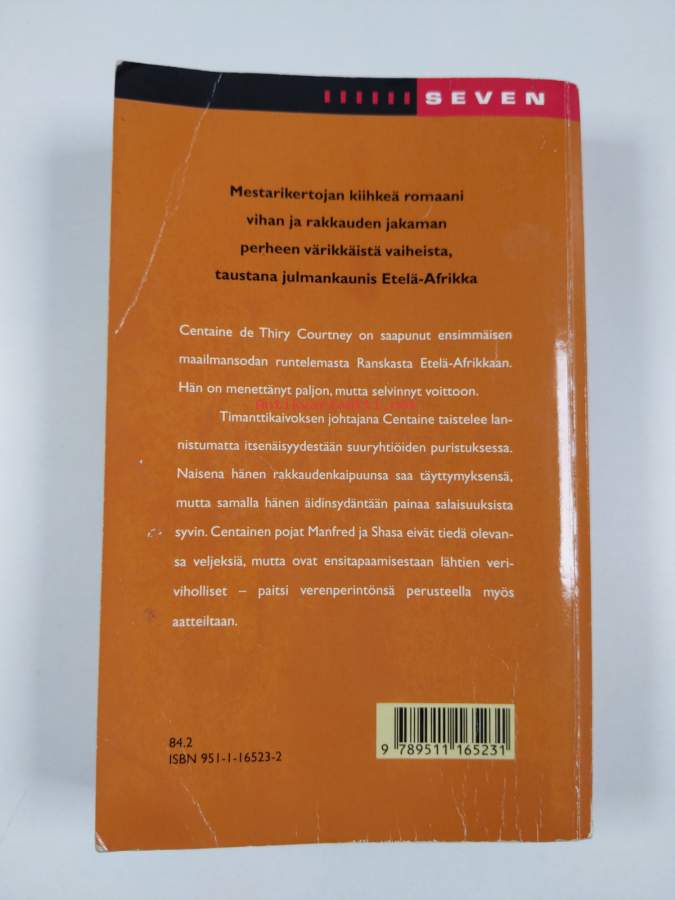 SEVEN
Mestarikertojan kiihkeä romaani
vihan ja rakkauden jakaman
perheen värikkäistä vaiheista,
taustana julmankaunis Etelä-Afrikka
Centaine de Thiry Courtney on saapunut ensimmäisen
maailmansodan runtelemasta Ranskasta Etelä-Afrikkaan.
Hän on menettänyt paljon, mutta selvinnyt voittoon.
Timanttikaivoksen johtajana Centaine taistelee lan-
nistumatta itsenäisyydestään suuryhtiöiden puristuksessa.
Naisena hänen rakkaudenkaipuunsa saa täyttymyksensä,
mutta samalla hänen äidinsydäntään painaa salaisuuksista
syvin. Centainen pojat Manfred ja Shasa eivät tiedä olevan-
sa veljeksiä, mutta ovat ensitapaamisestaan lähtien veri-
viholliset – paitsi verenperintönsä perusteella myös
aatteiltaan.
84.2
ISBN 951-1-16523-2
9 789511 165231